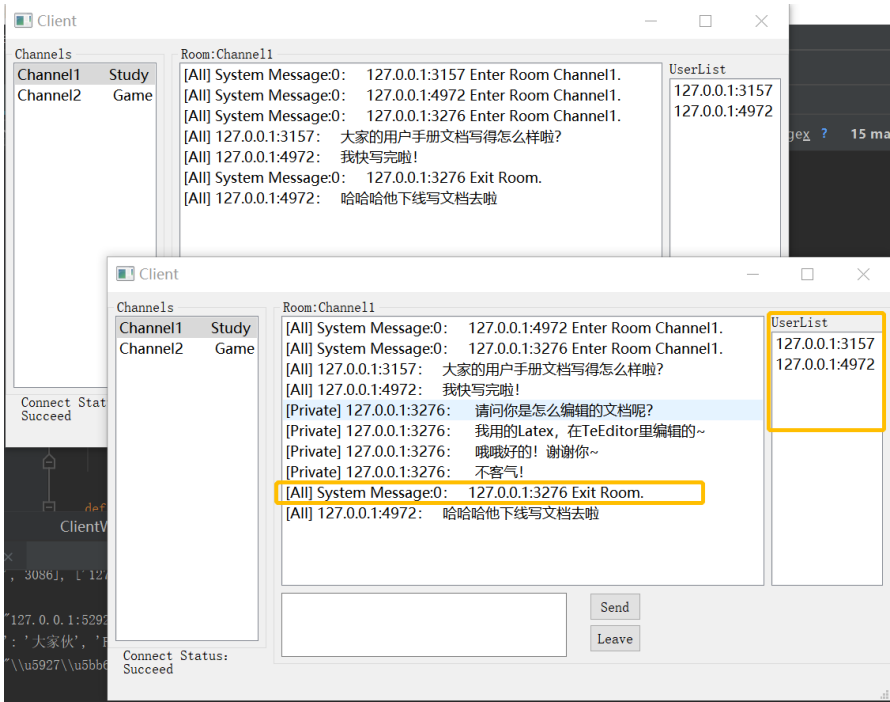 Client
Channels
Channel1 Study
Channel2 Game
Room:Channel1
[All] System Message:0： 127.0.0.1:3157 Enter Room Channel1.
[All] System Message:0： 127.0.0.1:4972 Enter Room Channel1.
[All] System Message:0： 127.0.0.1:3276 Enter Room Channel1.
[All] 127.0.0.1:3157： 大家的用户手册文档写得怎么样啦?
[All] 127.0.0.1:4972： 我快写完啦!
[All] System Message:0： 127.0.0.1:3276 Exit Room.
[All] 127.0.0.1:4972： 哈哈哈他下线写文档去啦
UserList
127.0.0.1:3157
127.0.0.1:4972
Connect Stat
Succeed
gex ? 15 ma
Client
Channels
Channel1 Study
Channel2 Game
Room:Channel1
[All] System Message:0： 127.0.0.1:4972 Enter Room Channel1.
[All] System Message:0： 127.0.0.1:3276 Enter Room Channel1.
[All] 127.0.0.1:3157： 大家的用户手册文档写得怎么样啦?
[All] 127.0.0.1:4972： 我快写完啦!
[Private] 127.0.0.1:3276： 请问你是怎么编辑的文档呢?
[Private] 127.0.0.1:3276： 我用的Latex，在TeEditor里编辑的~
[Private] 127.0.0.1:3276： 哦哦好的！谢谢你~
[Private] 127.0.0.1:3276： 不客气!
[All] System Message:0： 127.0.0.1:3276 Exit Room.
[All] 127.0.0.1:4972： 哈哈哈他下线写文档去啦
UserList
127.0.0.1:3157
127.0.0.1:4972
Send
Leave
Connect Status:
Succeed
def
ClientW
, 3086], ['127
"127.0.0.1:5292
': '大家伙', '
"\\u5927\\u5bb6